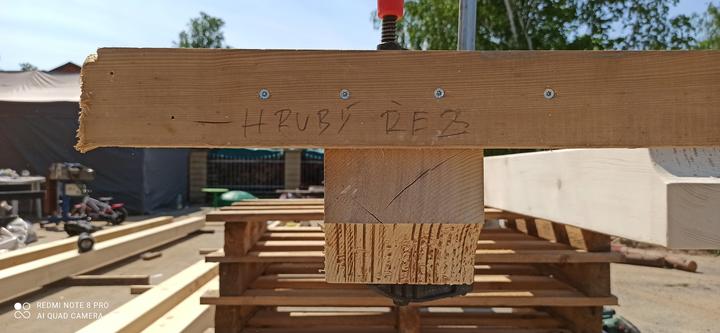 HRUBÝ ŘEZ
REDMI NOTE 8 PRO
AI QUAD CAMERA